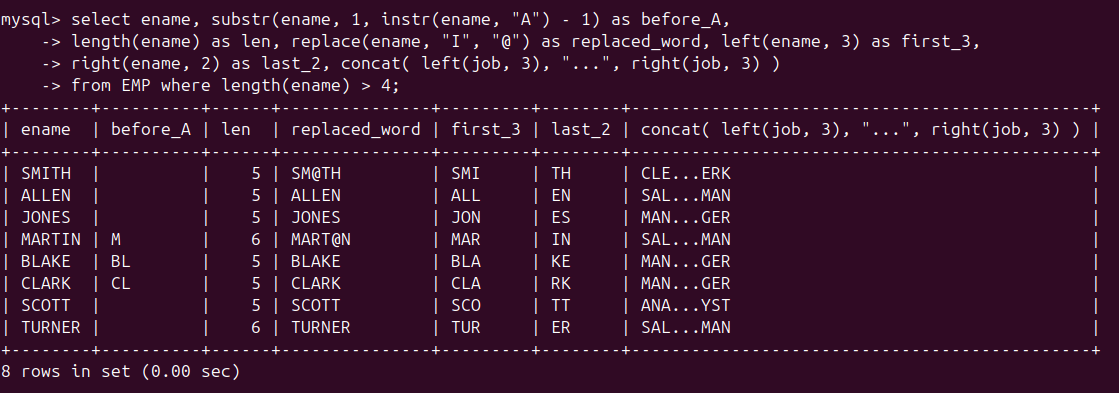 mysql> select ename, substr(ename, 1, instr(ename, "A") - 1) as before_A,
    -> length(ename) as len, replace(ename, "I", "@") as replaced_word, left(ename, 3) as first_3,
    -> right(ename, 2) as last_2, concat( left(job, 3), "...", right(job, 3) )
    -> from EMP where length(ename) > 4;
+--------+----------+------+---------------+---------+--------+----------------------------------------------+
| ename  | before_A | len  | replaced_word | first_3 | last_2 | concat( left(job, 3), "...", right(job, 3) ) |
+--------+----------+------+---------------+---------+--------+----------------------------------------------+
| SMITH  |          |    5 | SM@TH         | SMI     | TH     | CLE...ERK                                    |
| ALLEN  |          |    5 | ALLEN         | ALL     | EN     | SAL...MAN                                    |
| JONES  |          |    5 | JONES         | JON     | ES     | MAN...GER                                    |
| MARTIN | M        |    6 | MART@N        | MAR     | IN     | SAL...MAN                                    |
| BLAKE  | BL       |    5 | BLAKE         | BLA     | KE     | MAN...GER                                    |
| CLARK  | CL       |    5 | CLARK         | CLA     | RK     | MAN...GER                                    |
| SCOTT  |          |    5 | SCOTT         | SCO     | TT     | ANA...YST                                    |
| TURNER |          |    6 | TURNER        | TUR     | ER     | SAL...MAN                                    |
+--------+----------+------+---------------+---------+--------+----------------------------------------------+
8 rows in set (0.00 sec)